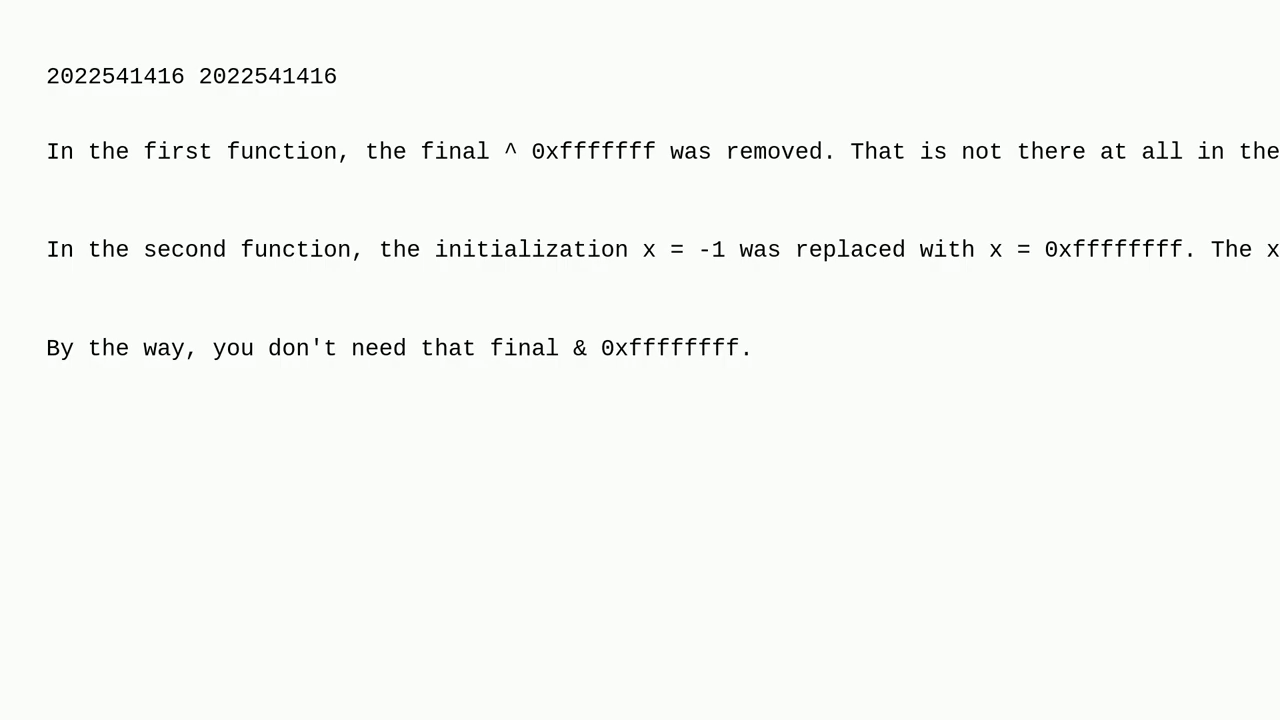 2022541416 2022541416
In the first function, the final ^ 0xfffffff was removed. That is not there at all in the
In the second function, the initialization x = -1 was replaced with x = 0xffffffff. The x
By the way, you don't need that final & 0xffffffff.